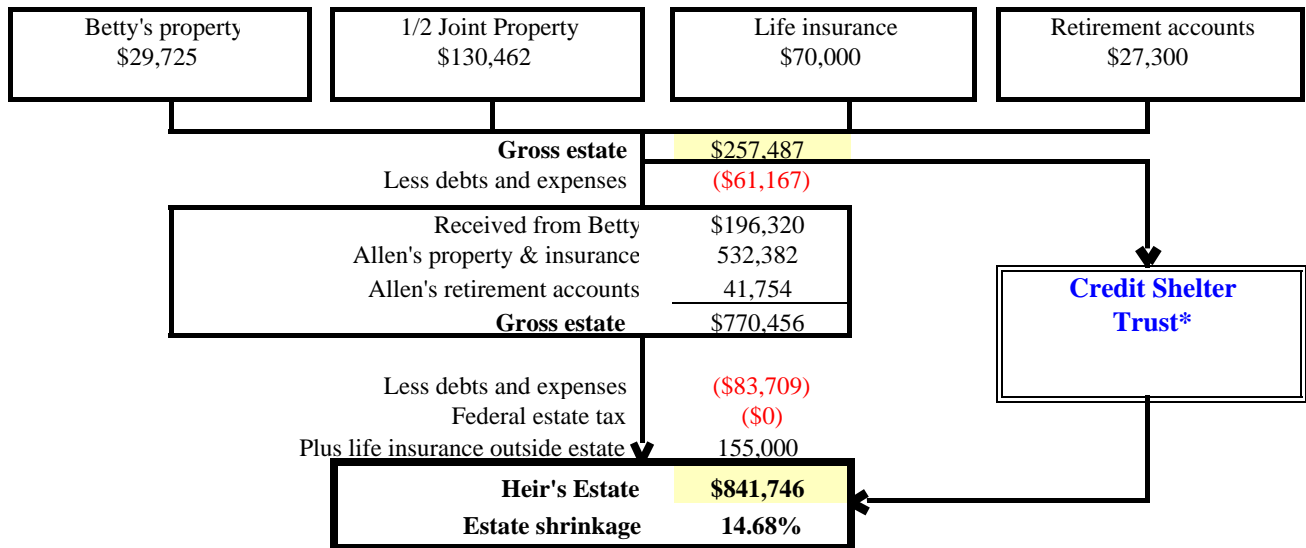 Betty's property
$29,725
1/2 Joint Property
$130,462
Life insurance
$70,000
Retirement accounts
$27,300
Gross estate $257,487
Less debts and expenses ($61,167)
Received from Betty $196,320
Allen's property & insurance 532,382
Allen's retirement accounts 41,754
Gross estate $770,456
Credit Shelter
Trust*
Less debts and expenses ($83,709)
Federal estate tax ($0)
Plus life insurance outside estate 155,000
Heir's Estate $841,746
Estate shrinkage 14.68%